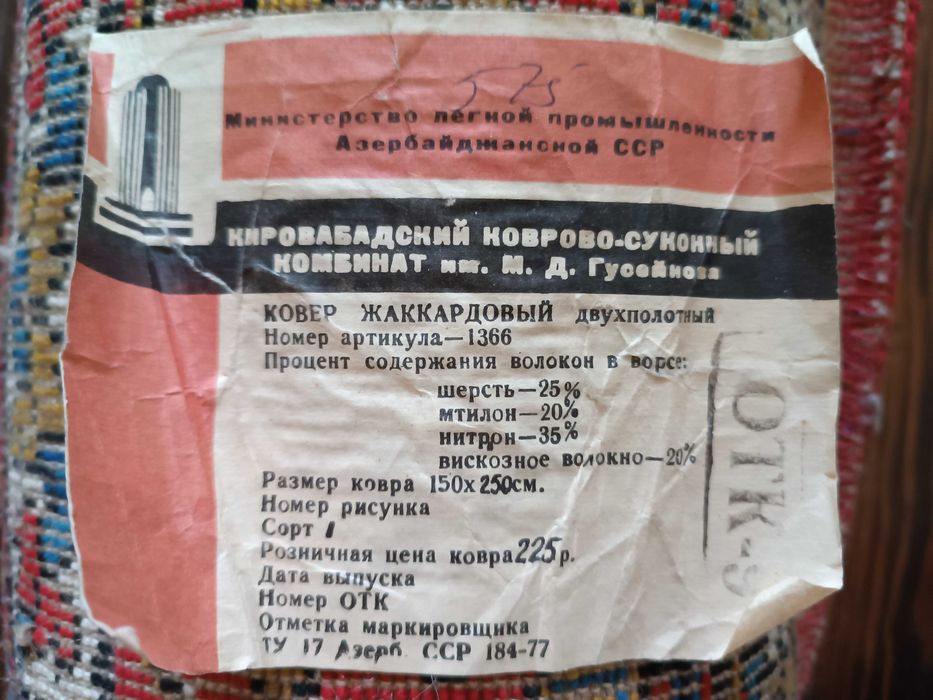 575
Министерство легкой промышленности
Азербайджанской ССР
КИРОВАБАДСКИЙ КОВРОВО-СУКОННЫЙ
КОМБИНАТ им. М. Д. Гусейнова
КОВЕР ЖАККАРДОВЫЙ двухполотный
Номер артикула—1366
Процент содержания волокон в ворсе:
шерсть—25%
мтилон—20%
нитрон—35%
вискозное волокно—20%
Размер ковра 150х250см.
Номер рисунка
Сорт 1
Розничная цена ковра 225 р.
Дата выпуска
Номер ОТК
Отметка маркировщика
ТУ 17 Азерб. ССР 184-77
ОТК-9